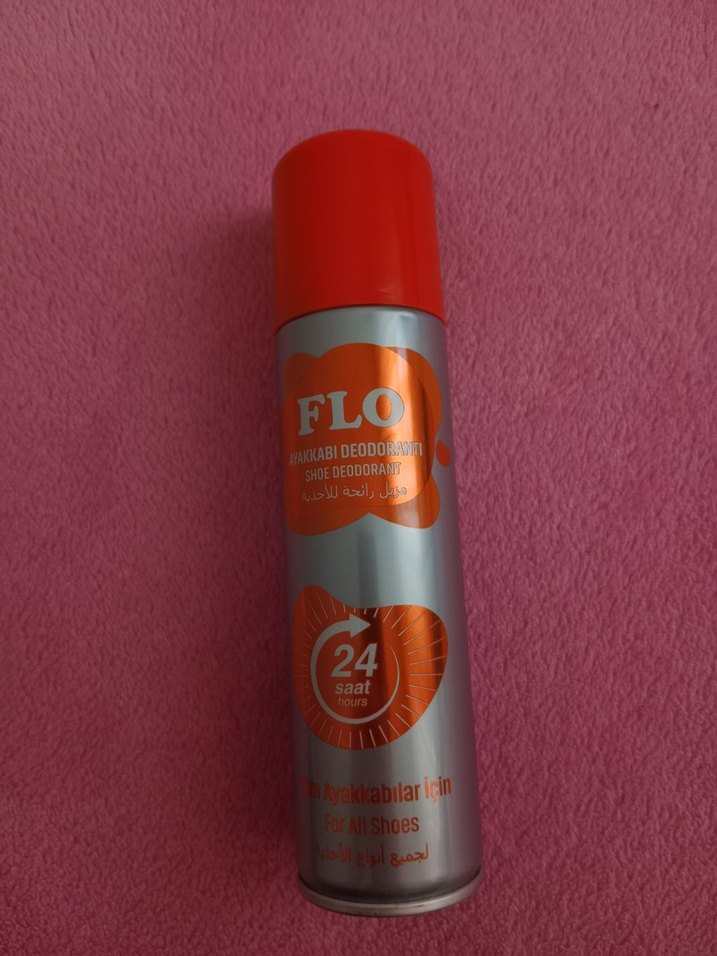 FLO
AYAKKABI DEODORANTI
SHOE DEODORANT
مزيل رائحة للأحذية
24
saat
hours
Ayakkabılar İçin
For All Shoes
لجميع أنواع الأحذية